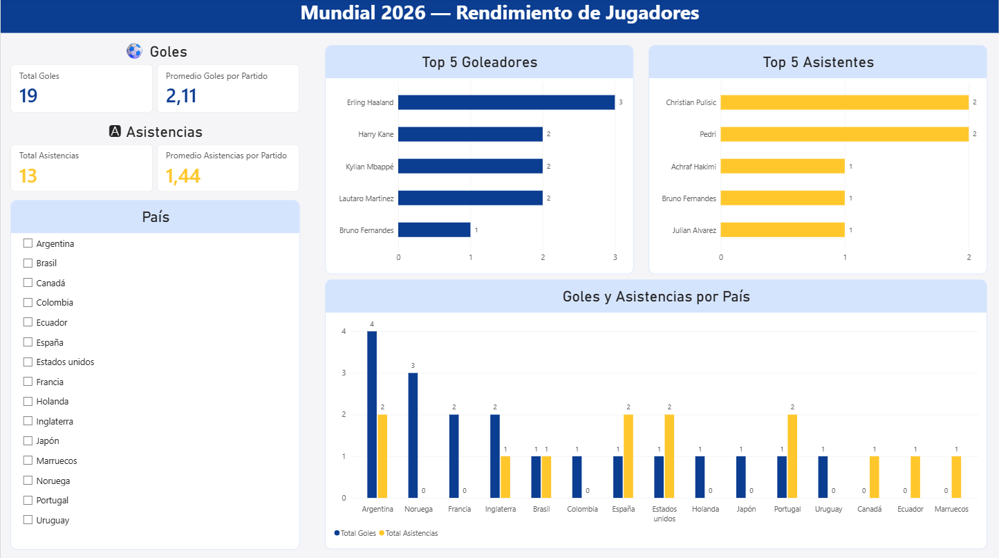 Mundial 2026 — Rendimiento de Jugadores
Goles
Total Goles
19
Promedio Goles por Partido
2,11
🅰 Asistencias
Total Asistencias
13
Promedio Asistencias por Partido
1,44
País
Argentina
Brasil
Canadá
Colombia
Ecuador
España
Estados unidos
Francia
Holanda
Inglaterra
Japón
Marruecos
Noruega
Portugal
Uruguay
Top 5 Goleadores
Erling Haaland 3
Harry Kane 2
Kylian Mbappé 2
Lautaro Martinez 2
Bruno Fernandes 1
0 1 2 3
Top 5 Asistentes
Christian Pulisic 2
Pedri 2
Achraf Hakimi 1
Bruno Fernandes 1
Julian Alvarez 1
0 1 2
Goles y Asistencias por País
4
3
2
1
0
4 2
3 0
2 0
2 1
1 1
1 0
1 2
1 2
1 0
1 0
1 2
1 0
0 1
0 1
0 1
Argentina Noruega Francia Inglaterra Brasil Colombia España Estados unidos Holanda Japón Portugal Uruguay Canadá Ecuador Marruecos
Total Goles Total Asistencias